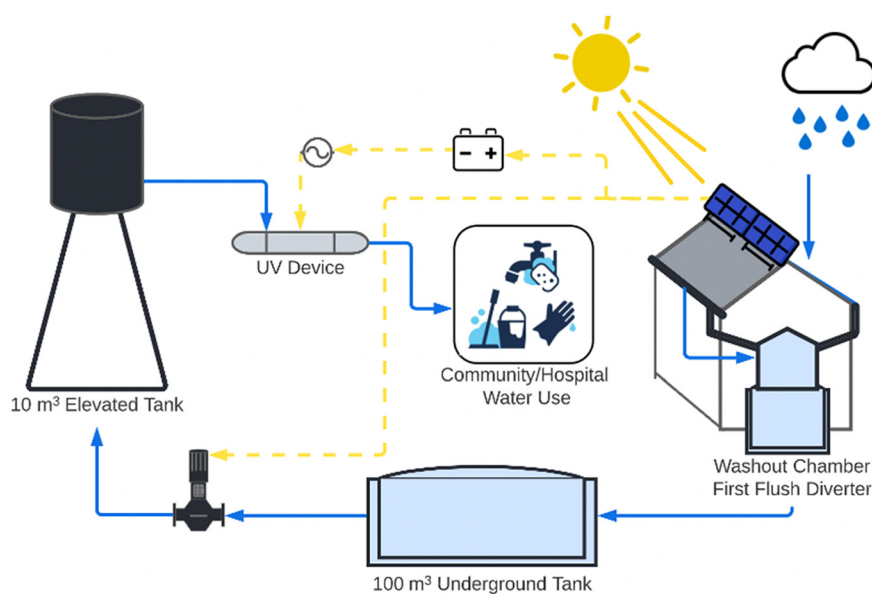 UV Device
10 m³ Elevated Tank
Community/Hospital
Water Use
Washout Chamber
First Flush Diverter
100 m³ Underground Tank